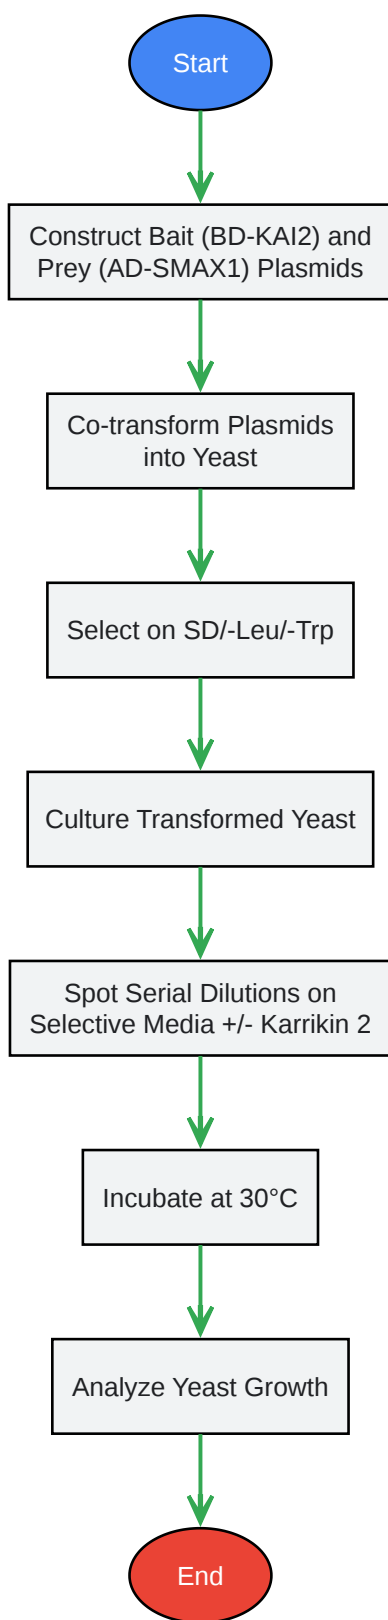 Start
Construct Bait (BD-KAI2) and
Prey (AD-SMAX1) Plasmids
Co-transform Plasmids
into Yeast
Select on SD/-Leu/-Trp
Culture Transformed Yeast
Spot Serial Dilutions on
Selective Media +/- Karrikin 2
Incubate at 30°C
Analyze Yeast Growth
End